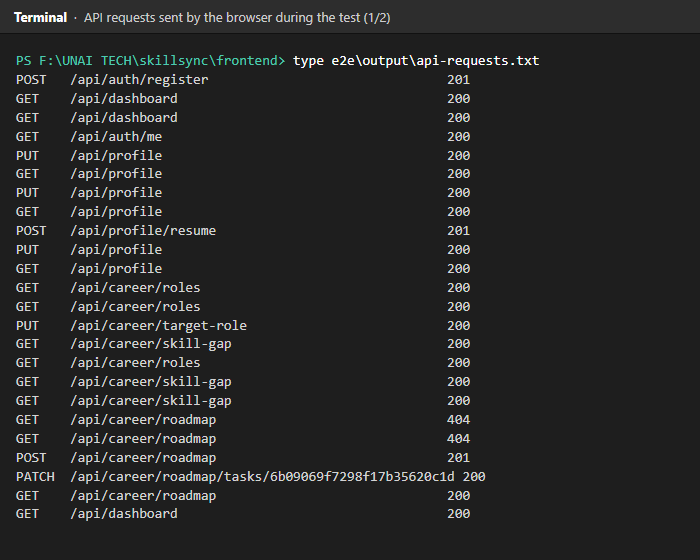 Terminal · API requests sent by the browser during the test (1/2)
PS F:\UNAI TECH\skillsync\frontend> type e2e\output\api-requests.txt
POST /api/auth/register 201
GET /api/dashboard 200
GET /api/dashboard 200
GET /api/auth/me 200
PUT /api/profile 200
GET /api/profile 200
PUT /api/profile 200
GET /api/profile 200
POST /api/profile/resume 201
PUT /api/profile 200
GET /api/profile 200
GET /api/career/roles 200
GET /api/career/roles 200
PUT /api/career/target-role 200
GET /api/career/skill-gap 200
GET /api/career/roles 200
GET /api/career/skill-gap 200
GET /api/career/skill-gap 200
GET /api/career/roadmap 404
GET /api/career/roadmap 404
POST /api/career/roadmap 201
PATCH /api/career/roadmap/tasks/6b09069f7298f17b35620c1d 200
GET /api/career/roadmap 200
GET /api/dashboard 200